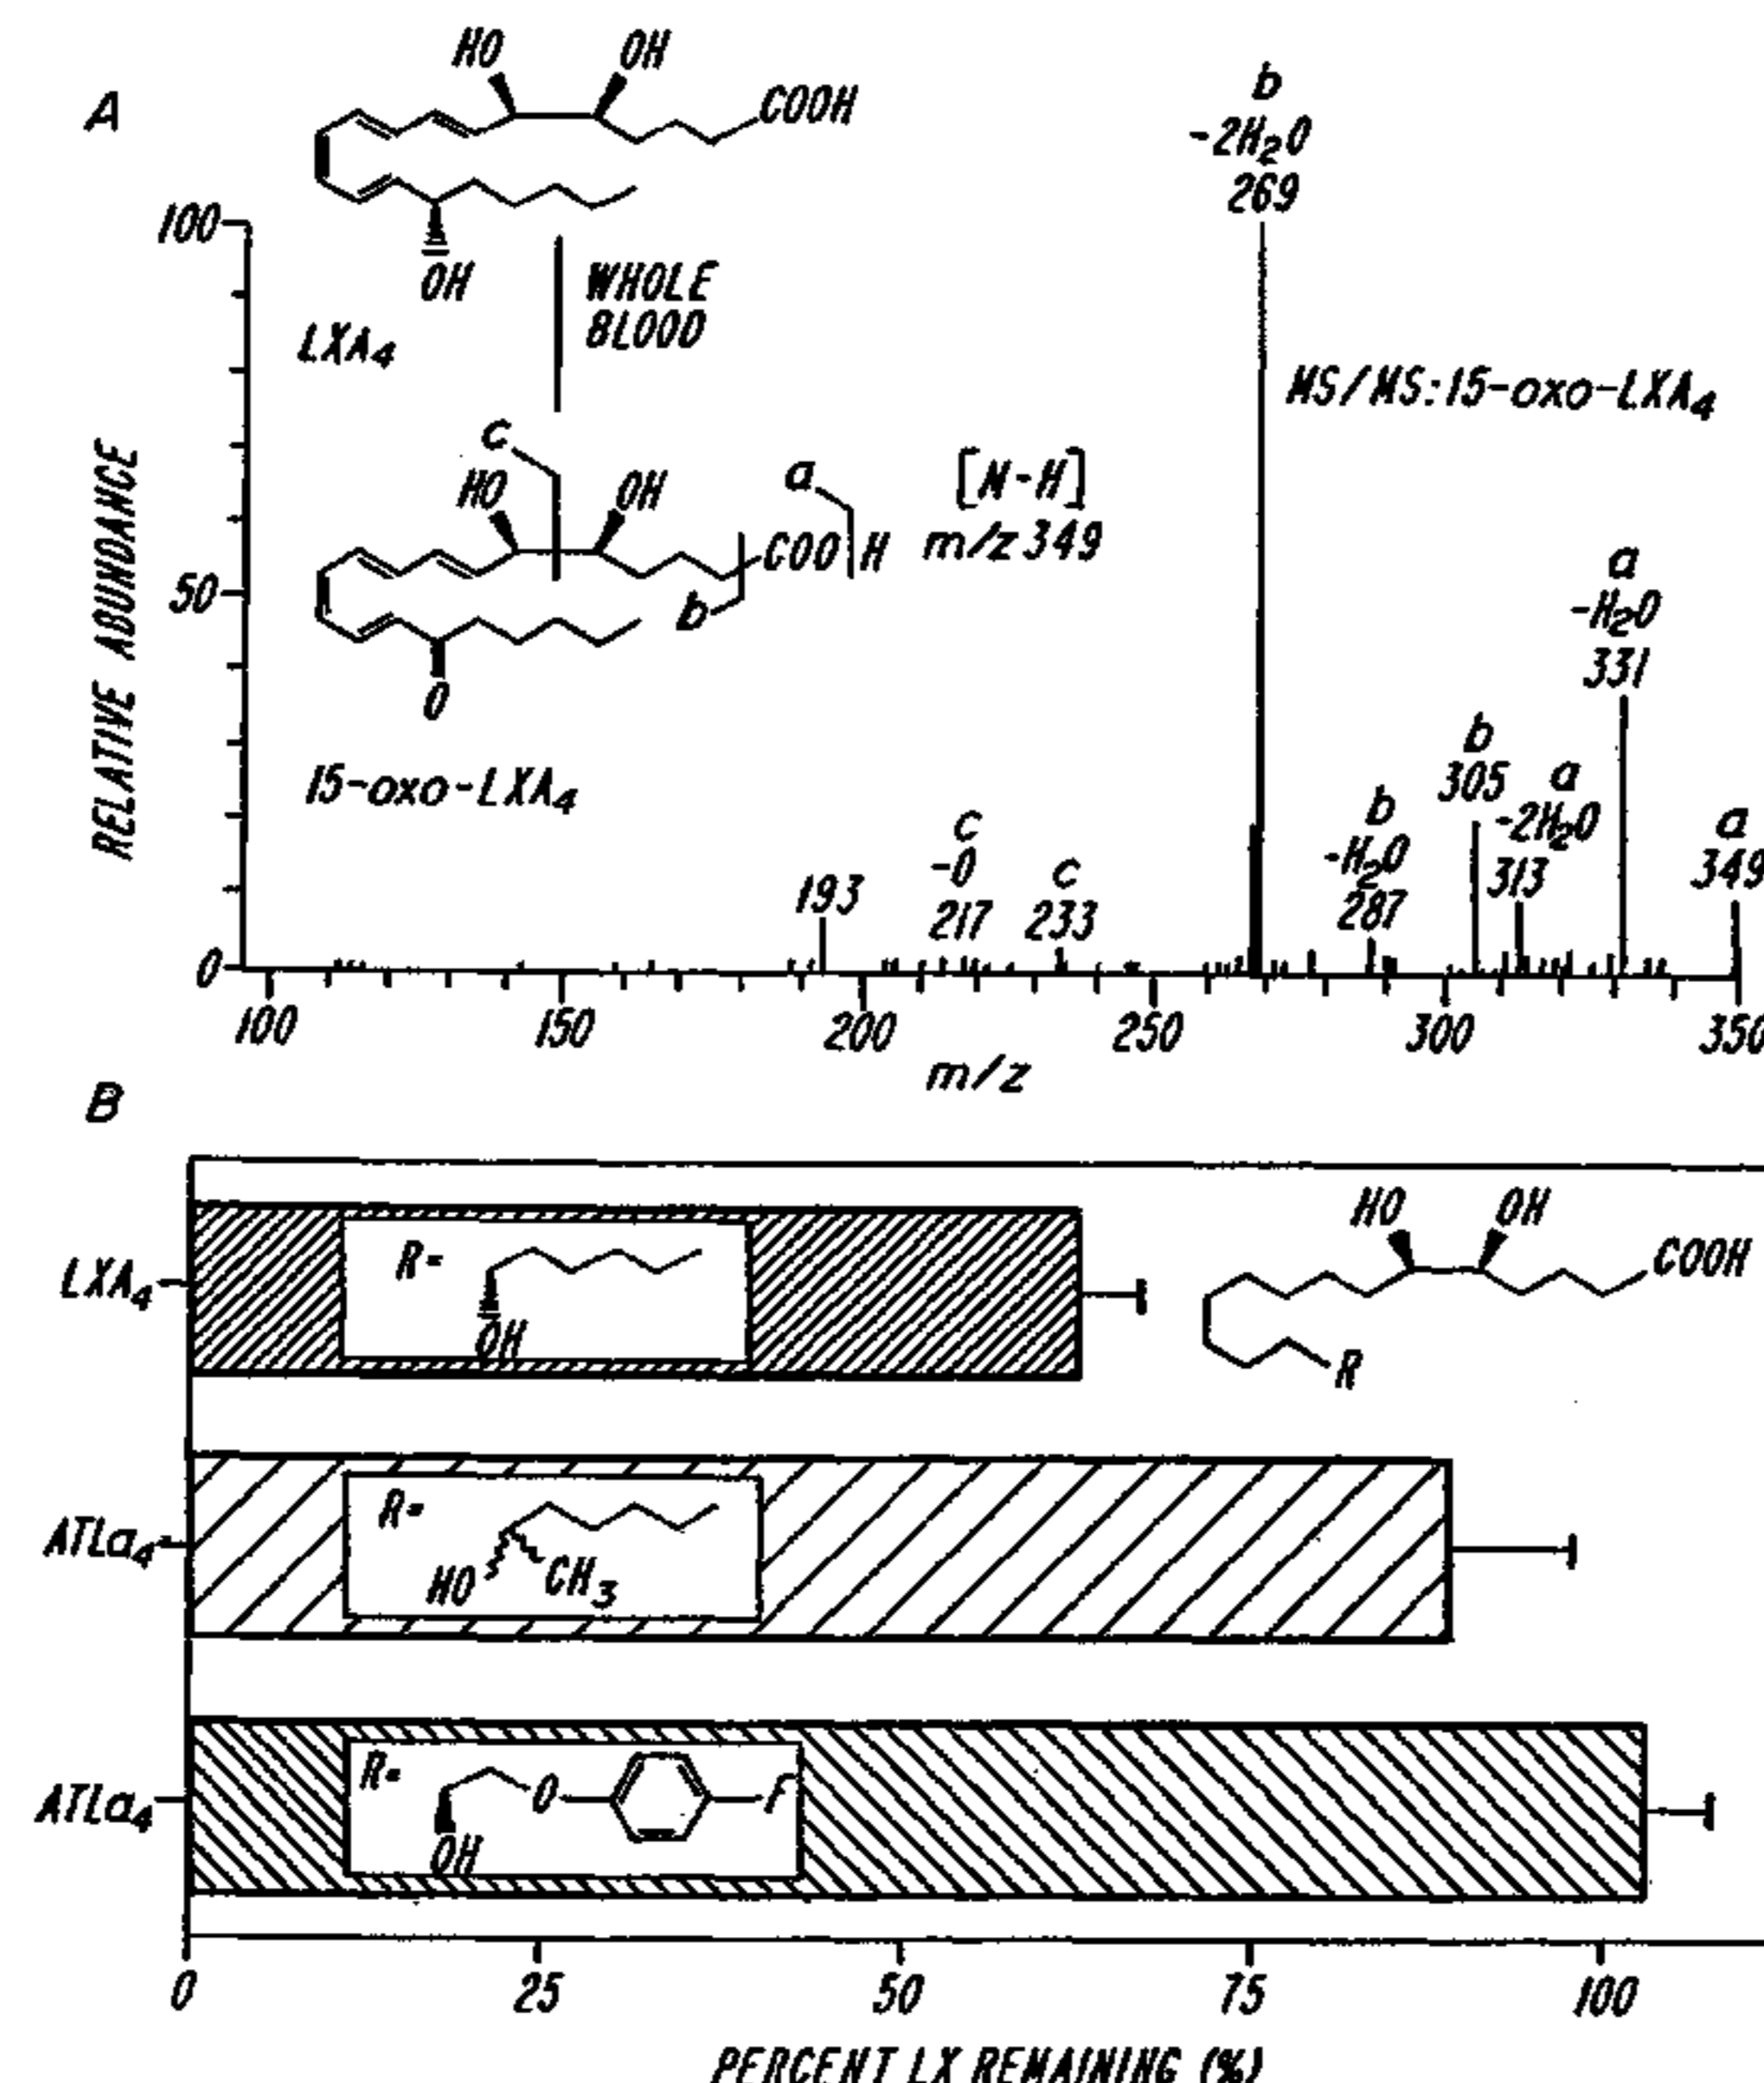 A
HO OH
COOH
OH
LXA4
WHOLE
BLOOD
100
50
0
RELATIVE ABUNDANCE
c
HO OH
a
COO H
b
O
[M-H]
m/z 349
15-oxo-LXA4
b
-2H2O
269
MS/MS:15-oxo-LXA4
a
-H2O
331
b
305
a
-2H2O
313
a
349
b
-H2O
287
c
-O
217
c
233
193
100 150 200 250 300 350
m/z
B
LXA4
R=
OH
HO OH
COOH
R
ATLa4
R=
HO CH3
ATLa4
R=
O F
OH
0 25 50 75 100
PERCENT LX REMAINING (%)